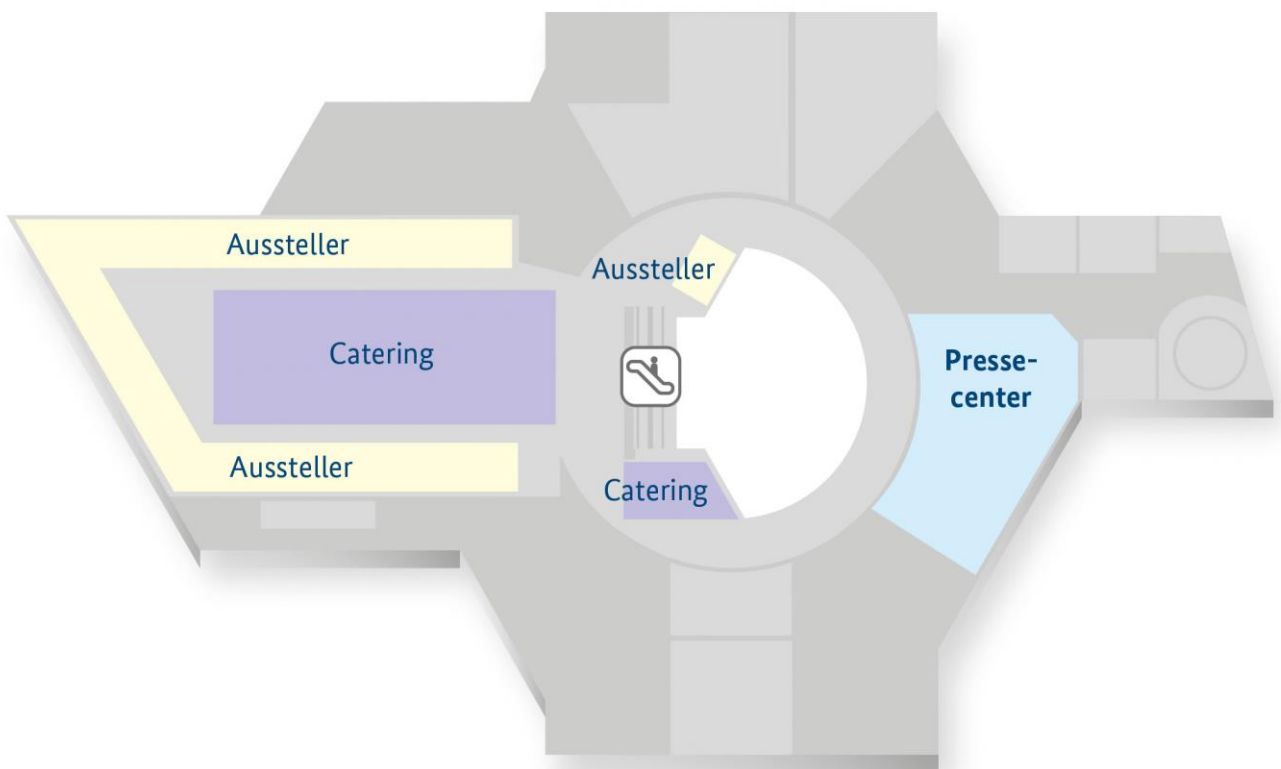 Aussteller
Aussteller
Catering
Presse-
center
Aussteller
Catering